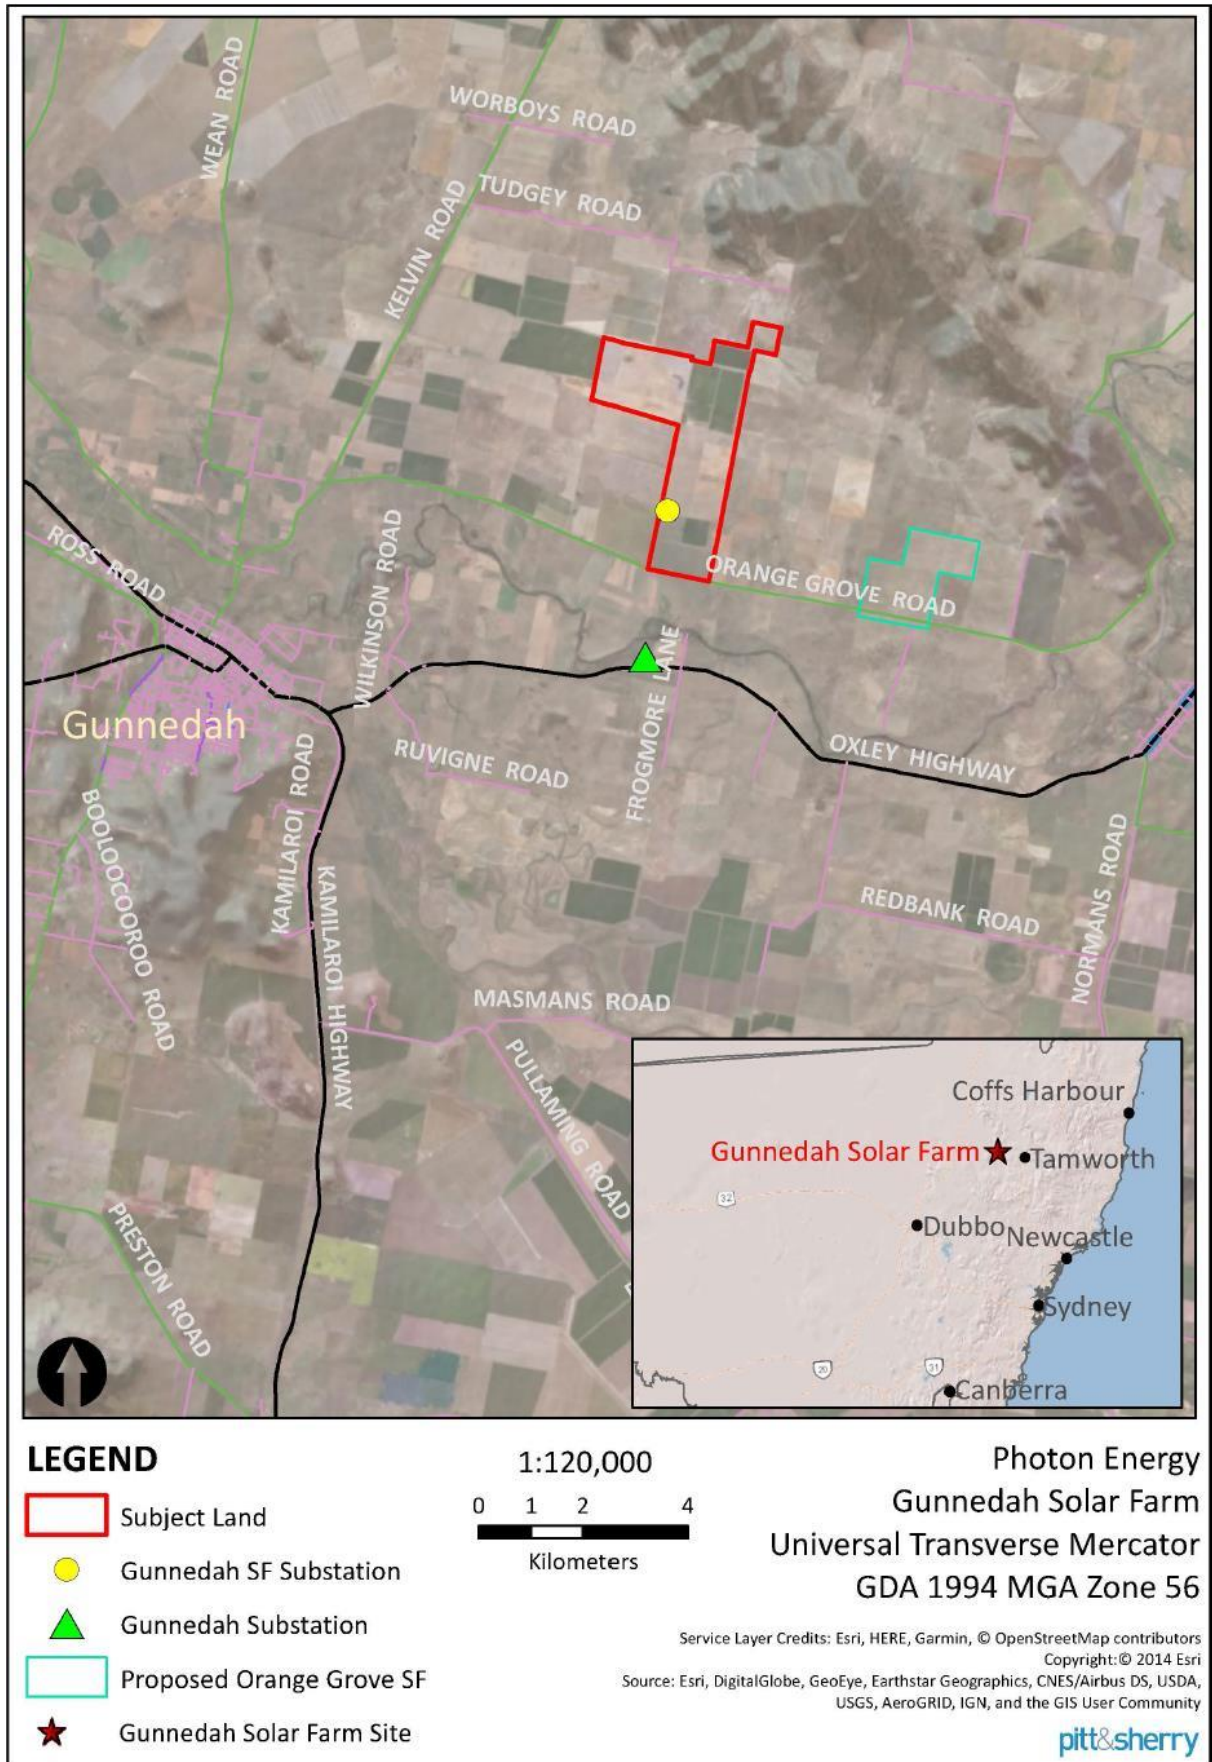 WEAN ROAD
WORBOYS ROAD
TUDGEY ROAD
KELVIN ROAD
ROSS ROAD
WILKINSON ROAD
ORANGE GROVE ROAD
FROGMORE LANE
Gunnedah
RUVIGNE ROAD
OXLEY HIGHWAY
KAMILAROI ROAD
BOOLOOCOOROO ROAD
KAMILAROI HIGHWAY
REDBANK ROAD
NORMANS ROAD
MASMANS ROAD
PULLAMING ROAD
PRESTON ROAD
Coffs Harbour
Gunnedah Solar Farm
Tamworth
32
Dubbo
Newcastle
Sydney
20
31
Canberra
LEGEND
Subject Land
Gunnedah SF Substation
Gunnedah Substation
Proposed Orange Grove SF
Gunnedah Solar Farm Site
1:120,000
0 1 2 4
Kilometers
Photon Energy
Gunnedah Solar Farm
Universal Transverse Mercator
GDA 1994 MGA Zone 56
Service Layer Credits: Esri, HERE, Garmin, © OpenStreetMap contributors
Copyright:© 2014 Esri
Source: Esri, DigitalGlobe, GeoEye, Earthstar Geographics, CNES/Airbus DS, USDA,
USGS, AeroGRID, IGN, and the GIS User Community
pitt&sherry